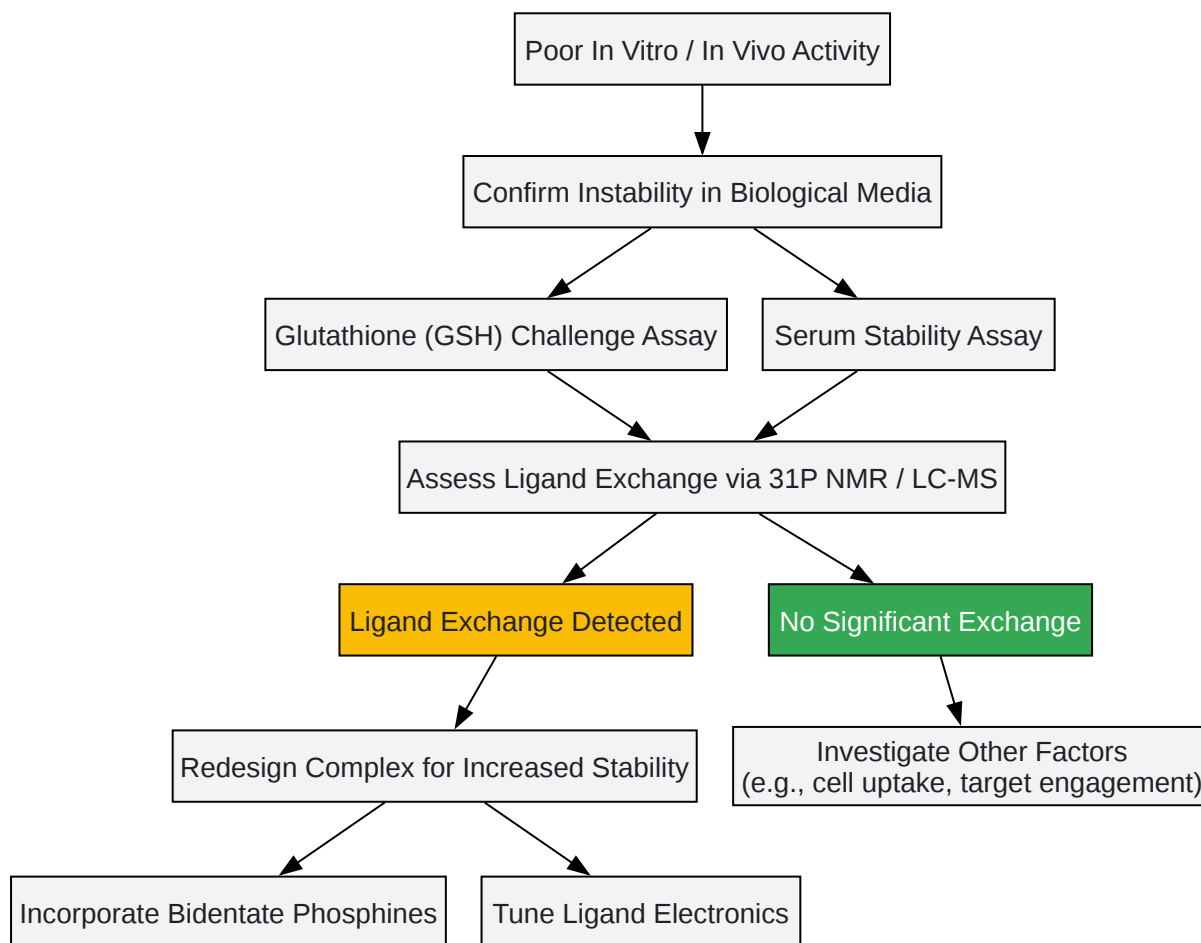 Poor In Vitro / In Vivo Activity
Confirm Instability in Biological Media
Glutathione (GSH) Challenge Assay
Serum Stability Assay
Assess Ligand Exchange via 31P NMR / LC-MS
Ligand Exchange Detected
No Significant Exchange
Redesign Complex for Increased Stability
Investigate Other Factors
(e.g., cell uptake, target engagement)
Incorporate Bidentate Phosphines
Tune Ligand Electronics